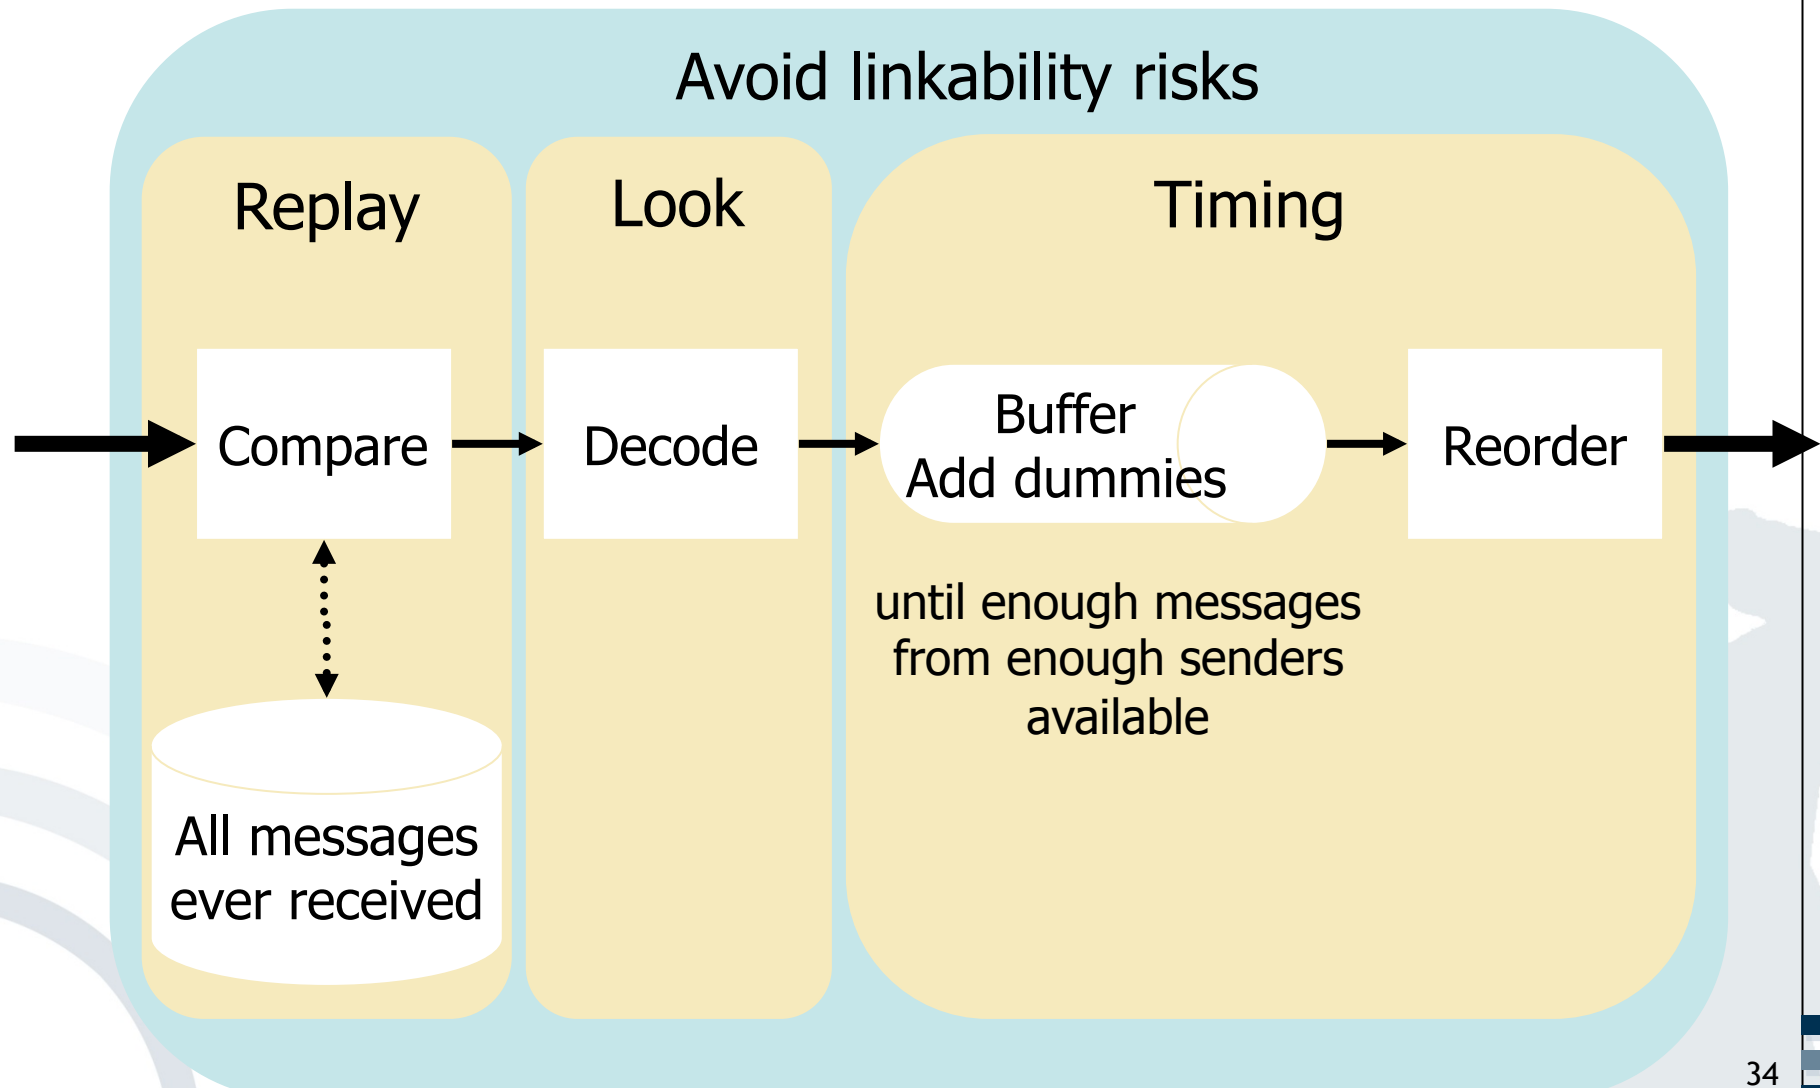 Avoid linkability risks
Replay
Look
Timing
Compare
Decode
Buffer
Add dummies
Reorder
until enough messages
from enough senders
available
All messages
ever received
34